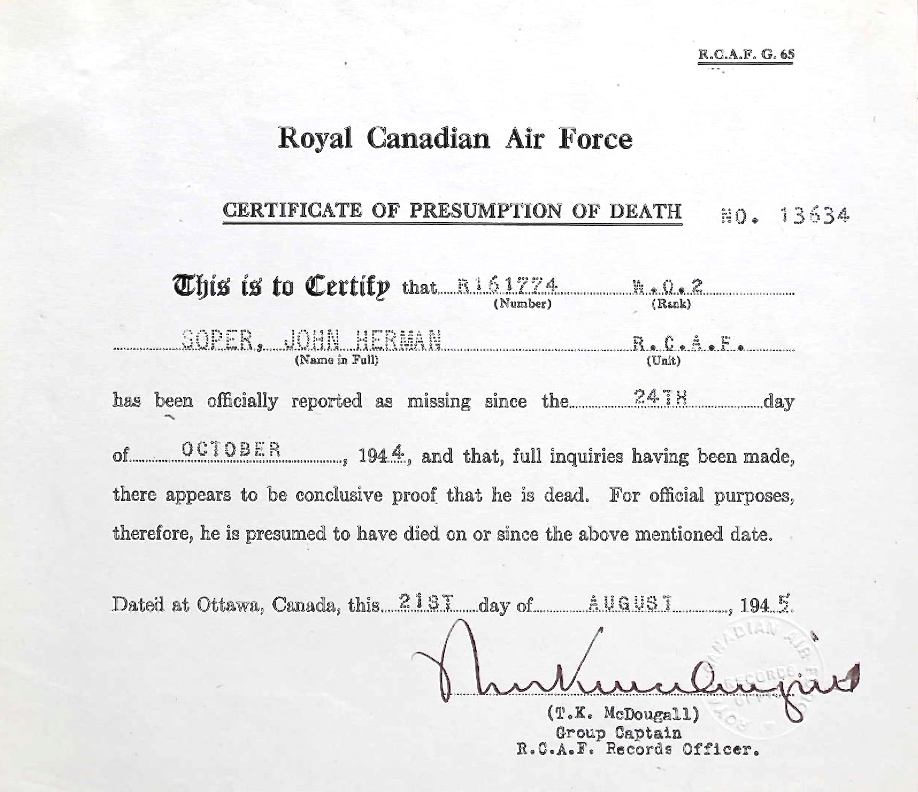 R.C.A.F. G. 65
Royal Canadian Air Force
CERTIFICATE OF PRESUMPTION OF DEATH NO. 13634
This is to Certify that R161774 W.O.2
(Number) (Rank)
SOPER, JOHN HERMAN R.C.A.F.
(Name in Full) (Unit)
has been officially reported as missing since the 24TH day
of OCTOBER, 1944, and that, full inquiries having been made,
there appears to be conclusive proof that he is dead. For official purposes,
therefore, he is presumed to have died on or since the above mentioned date.
Dated at Ottawa, Canada, this 21ST day of AUGUST, 1945.
(T.K. McDougall)
Group Captain
R.C.A.F. Records Officer.
CANADIAN AIR
RECORDS